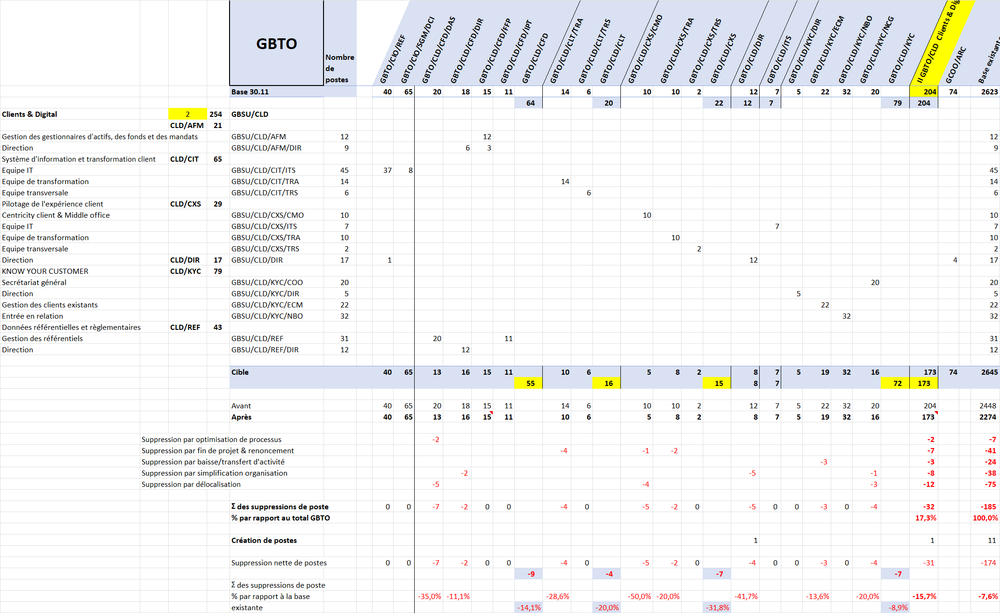 GBTO
Nombre de postes
GBTO/CIO/REF
GBTO/CIO/SGM/DCI
GBTO/CLD/CFD/DAS
GBTO/CLD/CFD/DIR
GBTO/CLD/CFD/FFP
GBTO/CLD/CFD/IPT
GBTO/CLD/CFD
GBTO/CLD/CLT/TRA
GBTO/CLD/CLT/TRS
GBTO/CLD/CLT
GBTO/CLD/CXS/CMO
GBTO/CLD/CXS/TRA
GBTO/CLD/CXS/TRS
GBTO/CLD/CXS
GBTO/CLD/DIR
GBTO/CLD/ITS
GBTO/CLD/KYC/DIR
GBTO/CLD/KYC/ECM
GBTO/CLD/KYC/NBO
GBTO/CLD/KYC/NCG
GBTO/CLD/KYC
II GBTO/CLD Clients & Dig
GCOO/ARC
Base existante
Base 30.11 40 65 20 18 15 11 14 6 10 10 2 12 7 5 22 32 20 204 74 2623
64 20 22 12 7 79 204
Clients & Digital 2 254 GBSU/CLD
CLD/AFM 21
Gestion des gestionnaires d'actifs, des fonds et des mandats GBSU/CLD/AFM 12 12 12
Direction GBSU/CLD/AFM/DIR 9 6 3 9
Système d'information et transformation client CLD/CIT 65
Equipe IT GBSU/CLD/CIT/ITS 45 37 8 45
Equipe de transformation GBSU/CLD/CIT/TRA 14 14 14
Equipe transversale GBSU/CLD/CIT/TRS 6 6 6
Pilotage de l'expérience client CLD/CXS 29
Centricity client & Middle office GBSU/CLD/CXS/CMO 10 10 10
Equipe IT GBSU/CLD/CXS/ITS 7 7 7
Equipe de transformation GBSU/CLD/CXS/TRA 10 10 10
Equipe transversale GBSU/CLD/CXS/TRS 2 2 2
Direction CLD/DIR 17 GBSU/CLD/DIR 17 1 12 4 17
KNOW YOUR CUSTOMER CLD/KYC 79
Secrétariat général GBSU/CLD/KYC/COO 20 20 20
Direction GBSU/CLD/KYC/DIR 5 5 5
Gestion des clients existants GBSU/CLD/KYC/ECM 22 22 22
Entrée en relation GBSU/CLD/KYC/NBO 32 32 32
Données référentielles et règlementaires CLD/REF 43
Gestion des référentiels GBSU/CLD/REF 31 20 11 31
Direction GBSU/CLD/REF/DIR 12 12 12
Cible 40 65 13 16 15 11 10 6 5 8 2 8 7 5 19 32 16 173 74 2645
55 16 15 8 7 72 173
Avant 40 65 20 18 15 11 14 6 10 10 2 12 7 5 22 32 20 204 2448
Après 40 65 13 16 15 11 10 6 5 8 2 8 7 5 19 32 16 173 2274
Suppression par optimisation de processus -2 -2 -7
Suppression par fin de projet & renoncement -4 -1 -2 -7 -41
Suppression par baisse/transfert d'activité -3 -3 -24
Suppression par simplification organisation -2 -5 -1 -8 -38
Suppression par délocalisation -5 -4 -3 -12 -75
Σ des suppressions de poste 0 0 -7 -2 0 0 -4 0 -5 -2 0 -5 0 0 -3 0 -4 -32 -185
% par rapport au total GBTO 17,3% 100,0%
Création de postes 1 1 11
Suppression nette de postes 0 0 -7 -2 0 0 -4 0 -5 -2 0 -4 0 0 -3 0 -4 -31 -174
-9 -4 -7 -7
Σ des suppressions de poste
% par rapport à la base -35,0% -11,1% -28,6% -50,0% -20,0% -41,7% -13,6% -20,0% -15,7% -7,6%
existante -14,1% -20,0% -31,8% -8,9%